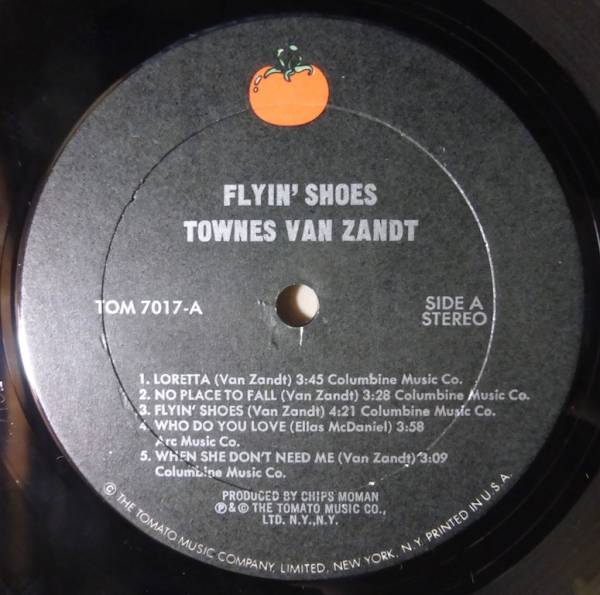 FLYIN' SHOES
TOWNES VAN ZANDT
TOM 7017-A
SIDE A
STEREO
1. LORETTA (Van Zandt) 3:45 Columbine Music Co.
2. NO PLACE TO FALL (Van Zandt) 3:28 Columbine Music Co.
3. FLYIN' SHOES (Van Zandt) 4:21 Columbine Music Co.
4. WHO DO YOU LOVE (Ellas McDaniel) 3:58
Arc Music Co.
5. WHEN SHE DON'T NEED ME (Van Zandt) 3:09
Columbine Music Co.
PRODUCED BY CHIPS MOMAN
℗ & © THE TOMATO MUSIC CO.,
LTD. N.Y.,N.Y.
© THE TOMATO MUSIC COMPANY, LIMITED, NEW YORK, N.Y. PRINTED IN U.S.A.